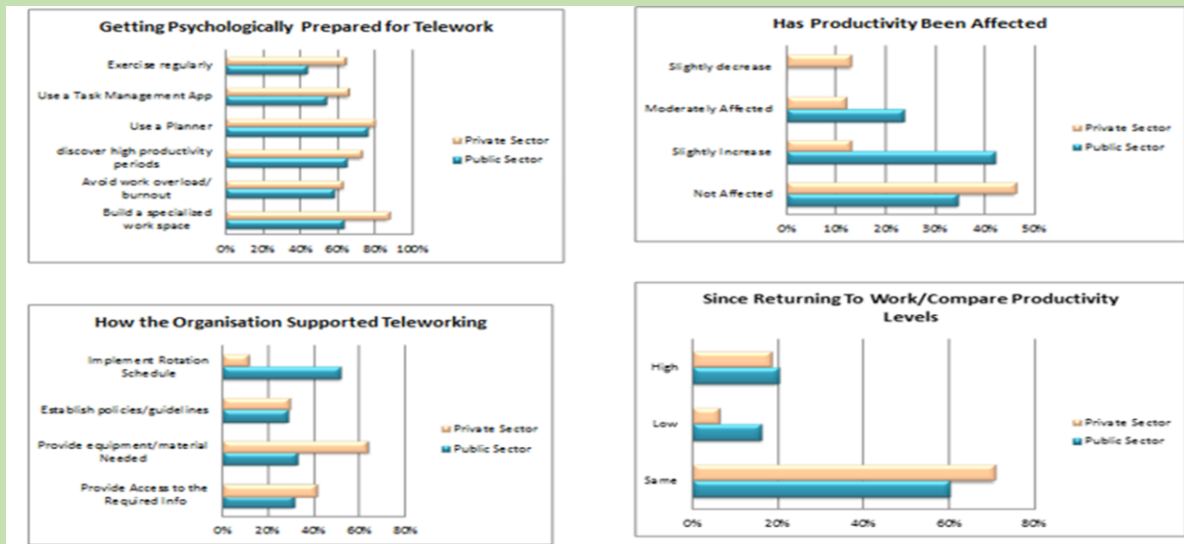 Getting Psychologically Prepared for Telework
Exercise regularly
Use a Task Management App
Use a Planner
discover high productivity
periods
Avoid work overload/
burnout
Build a specialized
work space
0% 20% 40% 60% 80% 100%
Private Sector
Public Sector
Has Productivity Been Affected
Slightly decrease
Moderately Affected
Slightly Increase
Not Affected
0% 10% 20% 30% 40% 50%
Private Sector
Public Sector
How the Organisation Supported Teleworking
Implement Rotation
Schedule
Establish policies/guidelines
Provide equipment/material
Needed
Provide Access to the
Required Info
0% 20% 40% 60% 80%
Private Sector
Public Sector
Since Returning To Work/Compare Productivity
Levels
High
Low
Same
0% 20% 40% 60% 80%
Private Sector
Public Sector